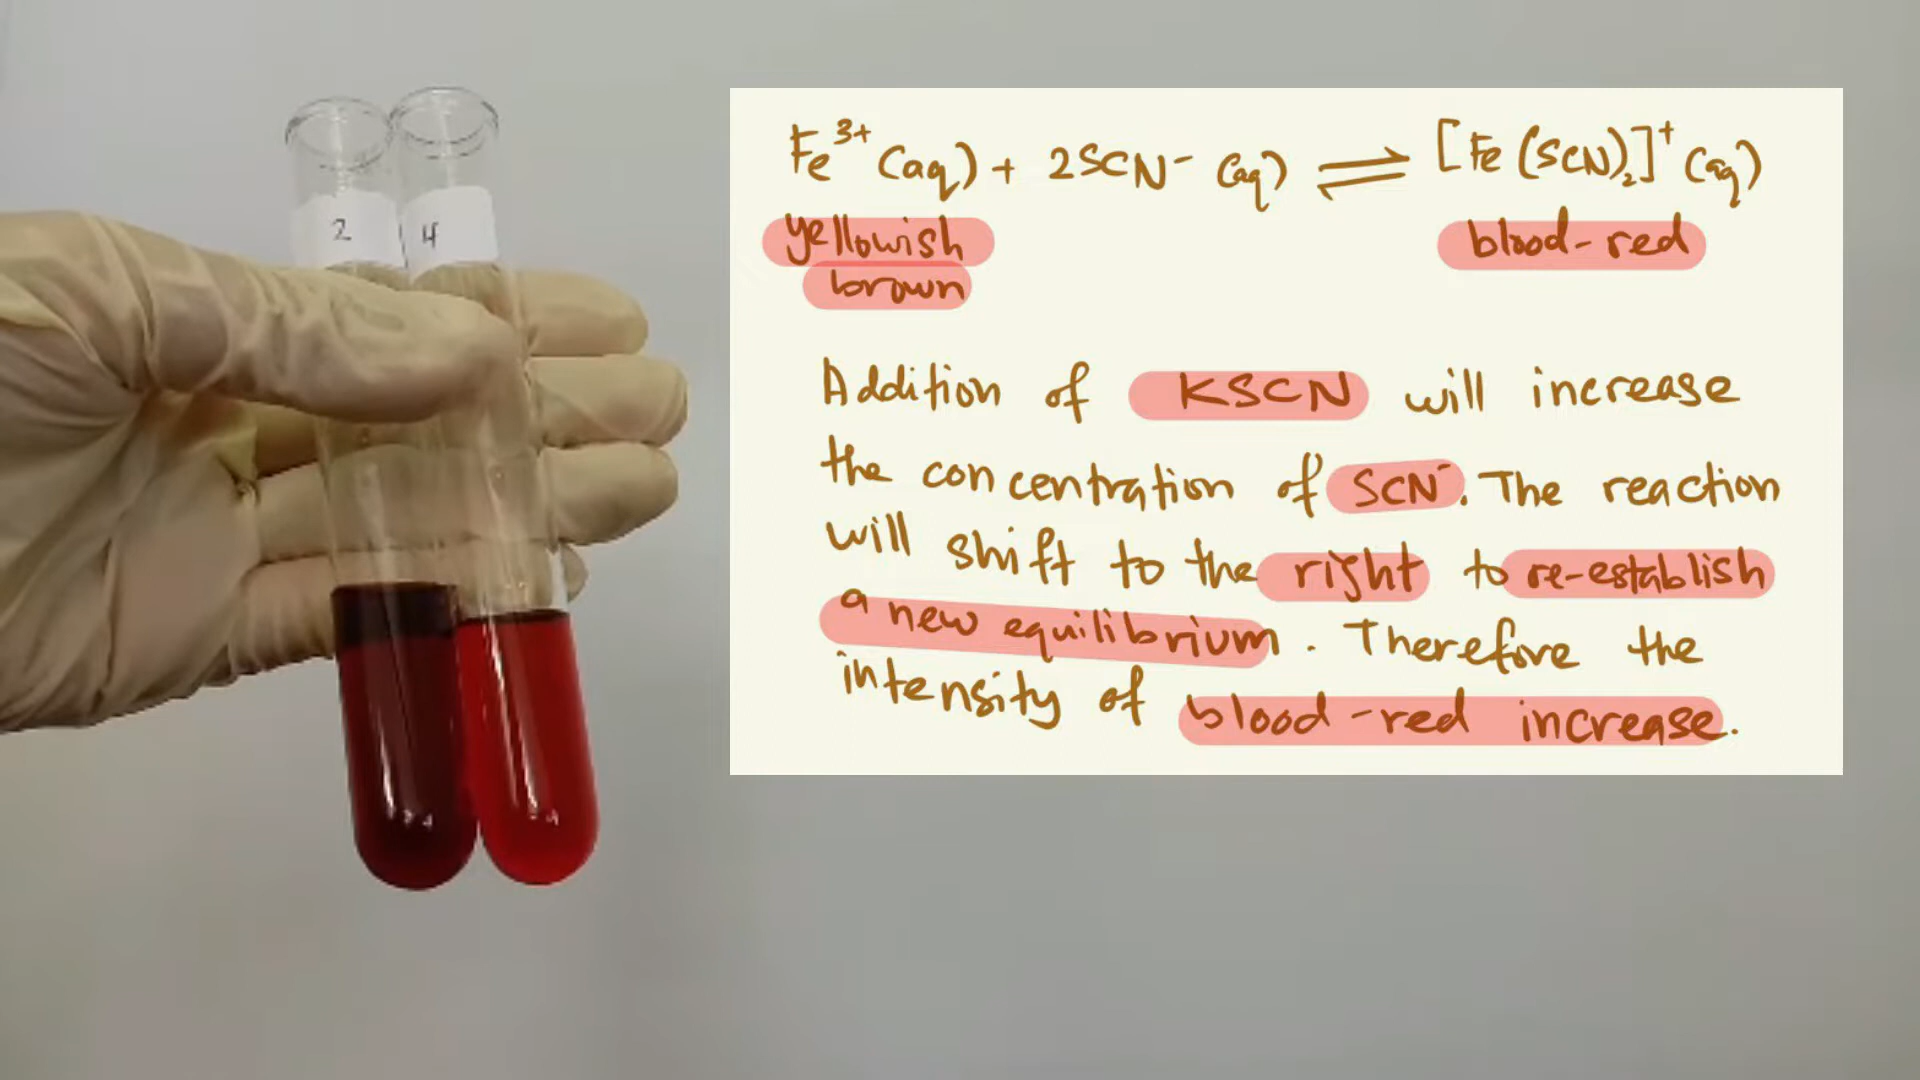 2
4
Fe³⁺ (aq) + 2SCN⁻ (aq) ⇌ [Fe(SCN)₂]⁺ (aq)
yellowish blood-red
brown
Addition of KSCN will increase
the concentration of SCN⁻. The reaction
will shift to the right to re-establish
a new equilibrium. Therefore the
intensity of blood-red increase.